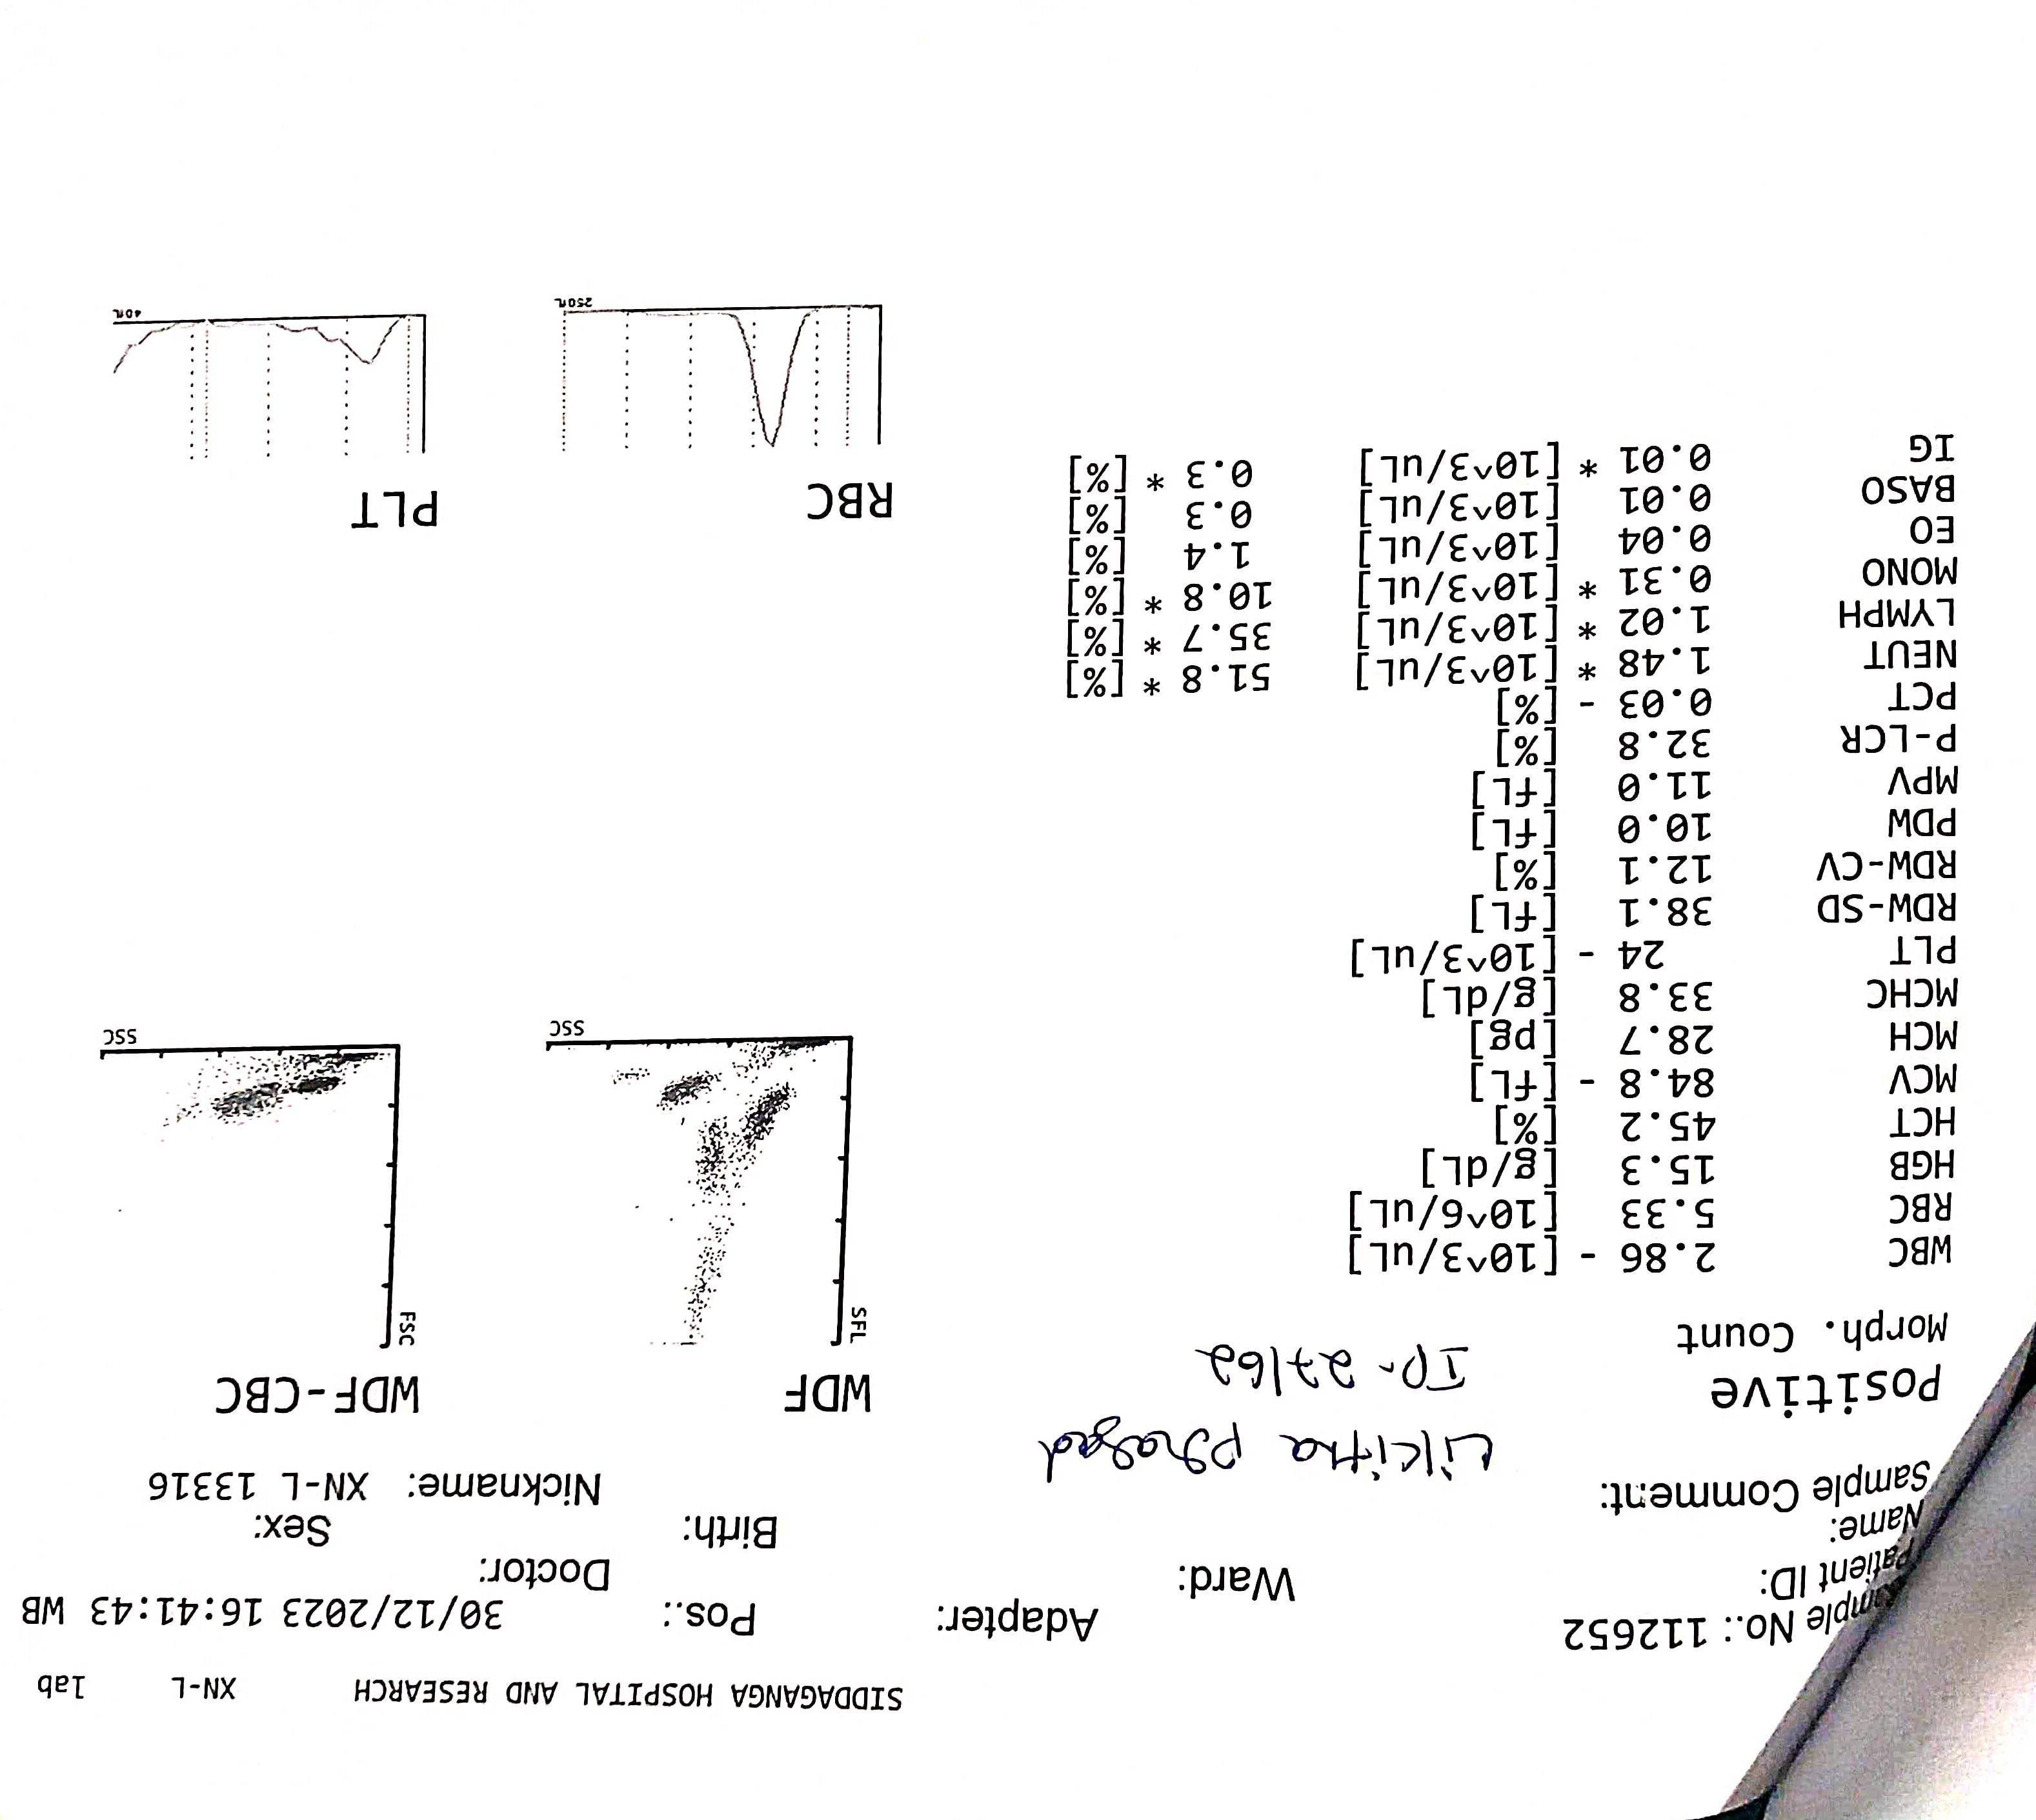 SIDDAGANGA HOSPITAL AND RESEARCH XN-L lab
No.: 112652 Adapter: Pos.: 30/12/2023 16:41:43 WB
Patient ID: Ward: Doctor:
Name: Birth: Sex:
Sample Comment: Nickname: XN-L 13316
Likitha Prasad
IP- 27162
Positive
Morph. Count
WBC 2.86 - [10^3/uL]
RBC 5.33 [10^6/uL]
HGB 15.3 [g/dL]
HCT 45.2 [%]
MCV 84.8 - [fL]
MCH 28.7 [pg]
MCHC 33.8 [g/dL]
PLT 24 - [10^3/uL]
RDW-SD 38.1 [fL]
RDW-CV 12.1 [%]
PDW 10.0 [fL]
MPV 11.0 [fL]
P-LCR 32.8 [%]
PCT 0.03 - [%]
NEUT 1.48 * [10^3/uL] 51.8 * [%]
LYMPH 1.02 * [10^3/uL] 35.7 * [%]
MONO 0.31 * [10^3/uL] 10.8 * [%]
EO 0.04 [10^3/uL] 1.4 [%]
BASO 0.01 [10^3/uL] 0.3 [%]
IG 0.01 * [10^3/uL] 0.3 * [%]
WDF
SFL
SSC
WDF-CBC
FSC
SSC
RBC
250fL
PLT
40fL